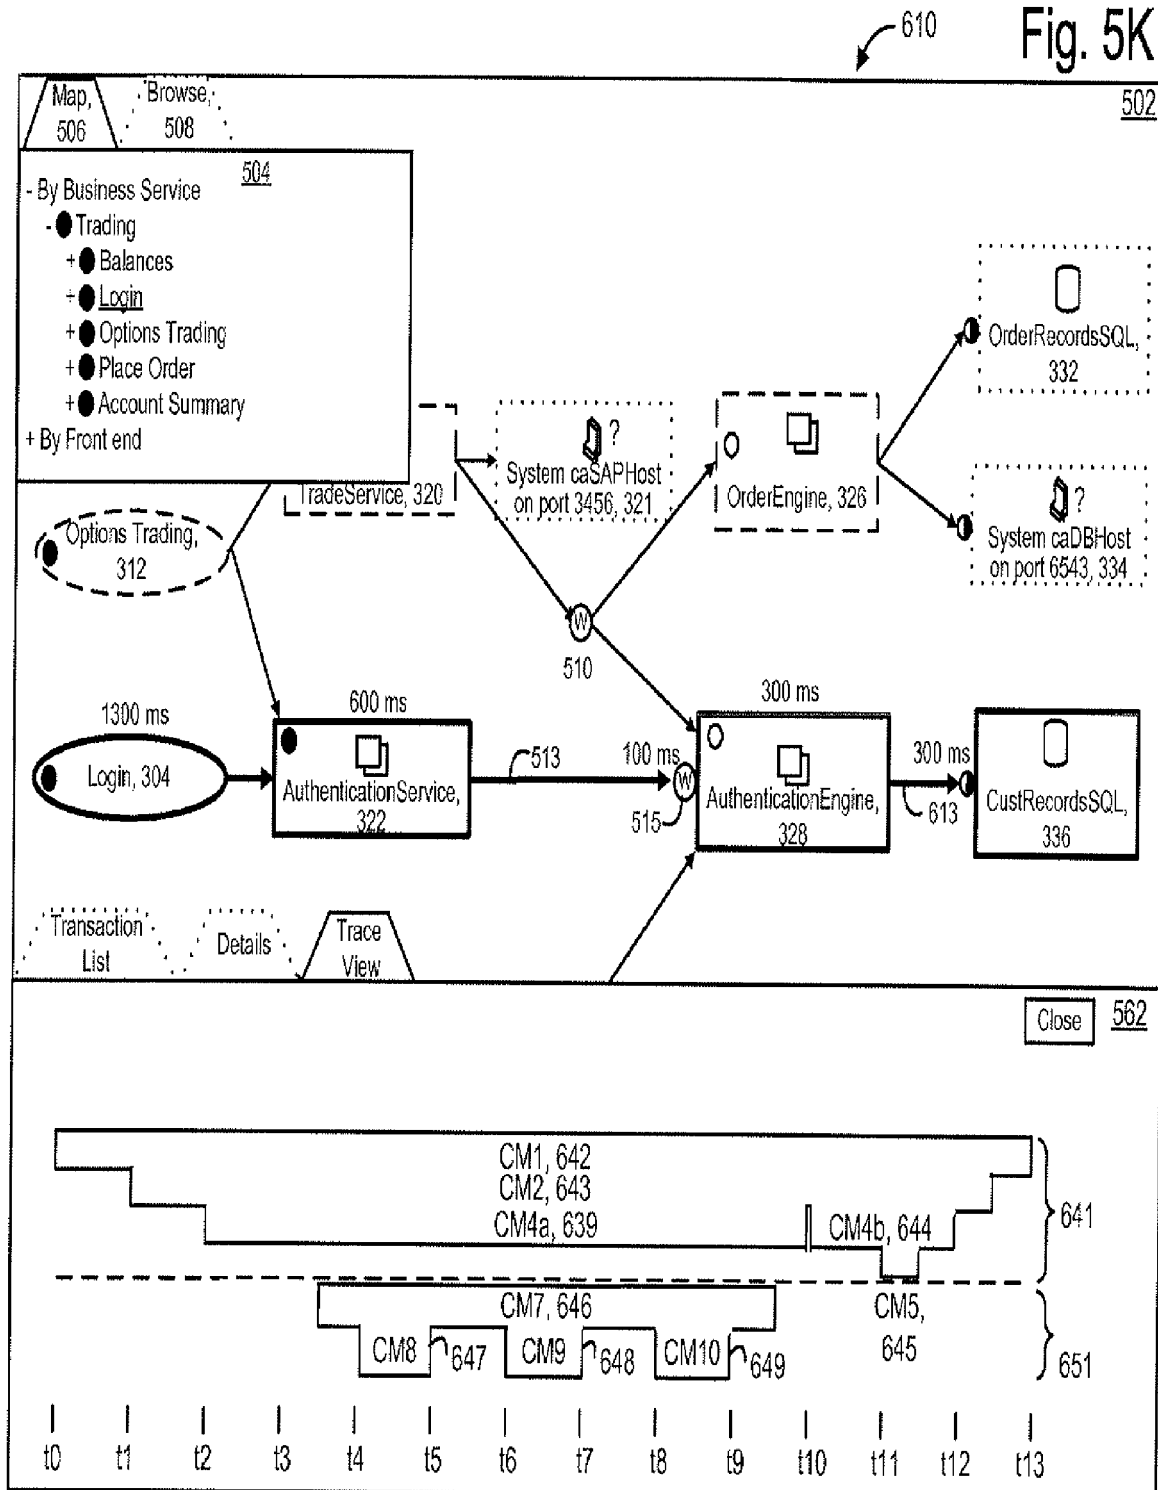 610
Fig. 5K
502
Map,
506
Browse,
508
504
- By Business Service
- Trading
+ Balances
+ Login
+ Options Trading
+ Place Order
+ Account Summary
+ By Front end
OrderRecordsSQL,
332
TradeService, 320
?
System caSAPHost
on port 3456, 321
OrderEngine, 326
?
System caDBHost
on port 6543, 334
Options Trading,
312
W
510
1300 ms
Login, 304
600 ms
AuthenticationService,
322
513
100 ms
W
515
300 ms
AuthenticationEngine,
328
300 ms
613
CustRecordsSQL,
336
Transaction
List
Details
Trace
View
Close
562
CM1, 642
CM2, 643
CM4a, 639
CM4b, 644
641
CM7, 646
CM5,
645
CM8
647
CM9
648
CM10
649
651
t0 t1 t2 t3 t4 t5 t6 t7 t8 t9 t10 t11 t12 t13